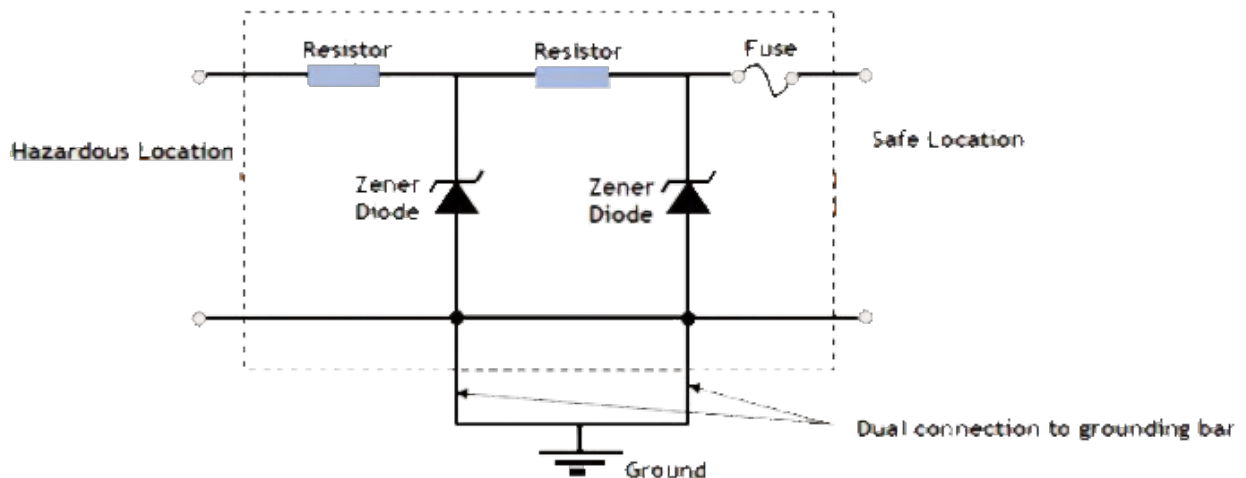 Resistor
Resistor
Fuse
Hazardous Location
Safe Location
Zener
Diode
Zener
Diode
Dual connection to grounding bar
Ground